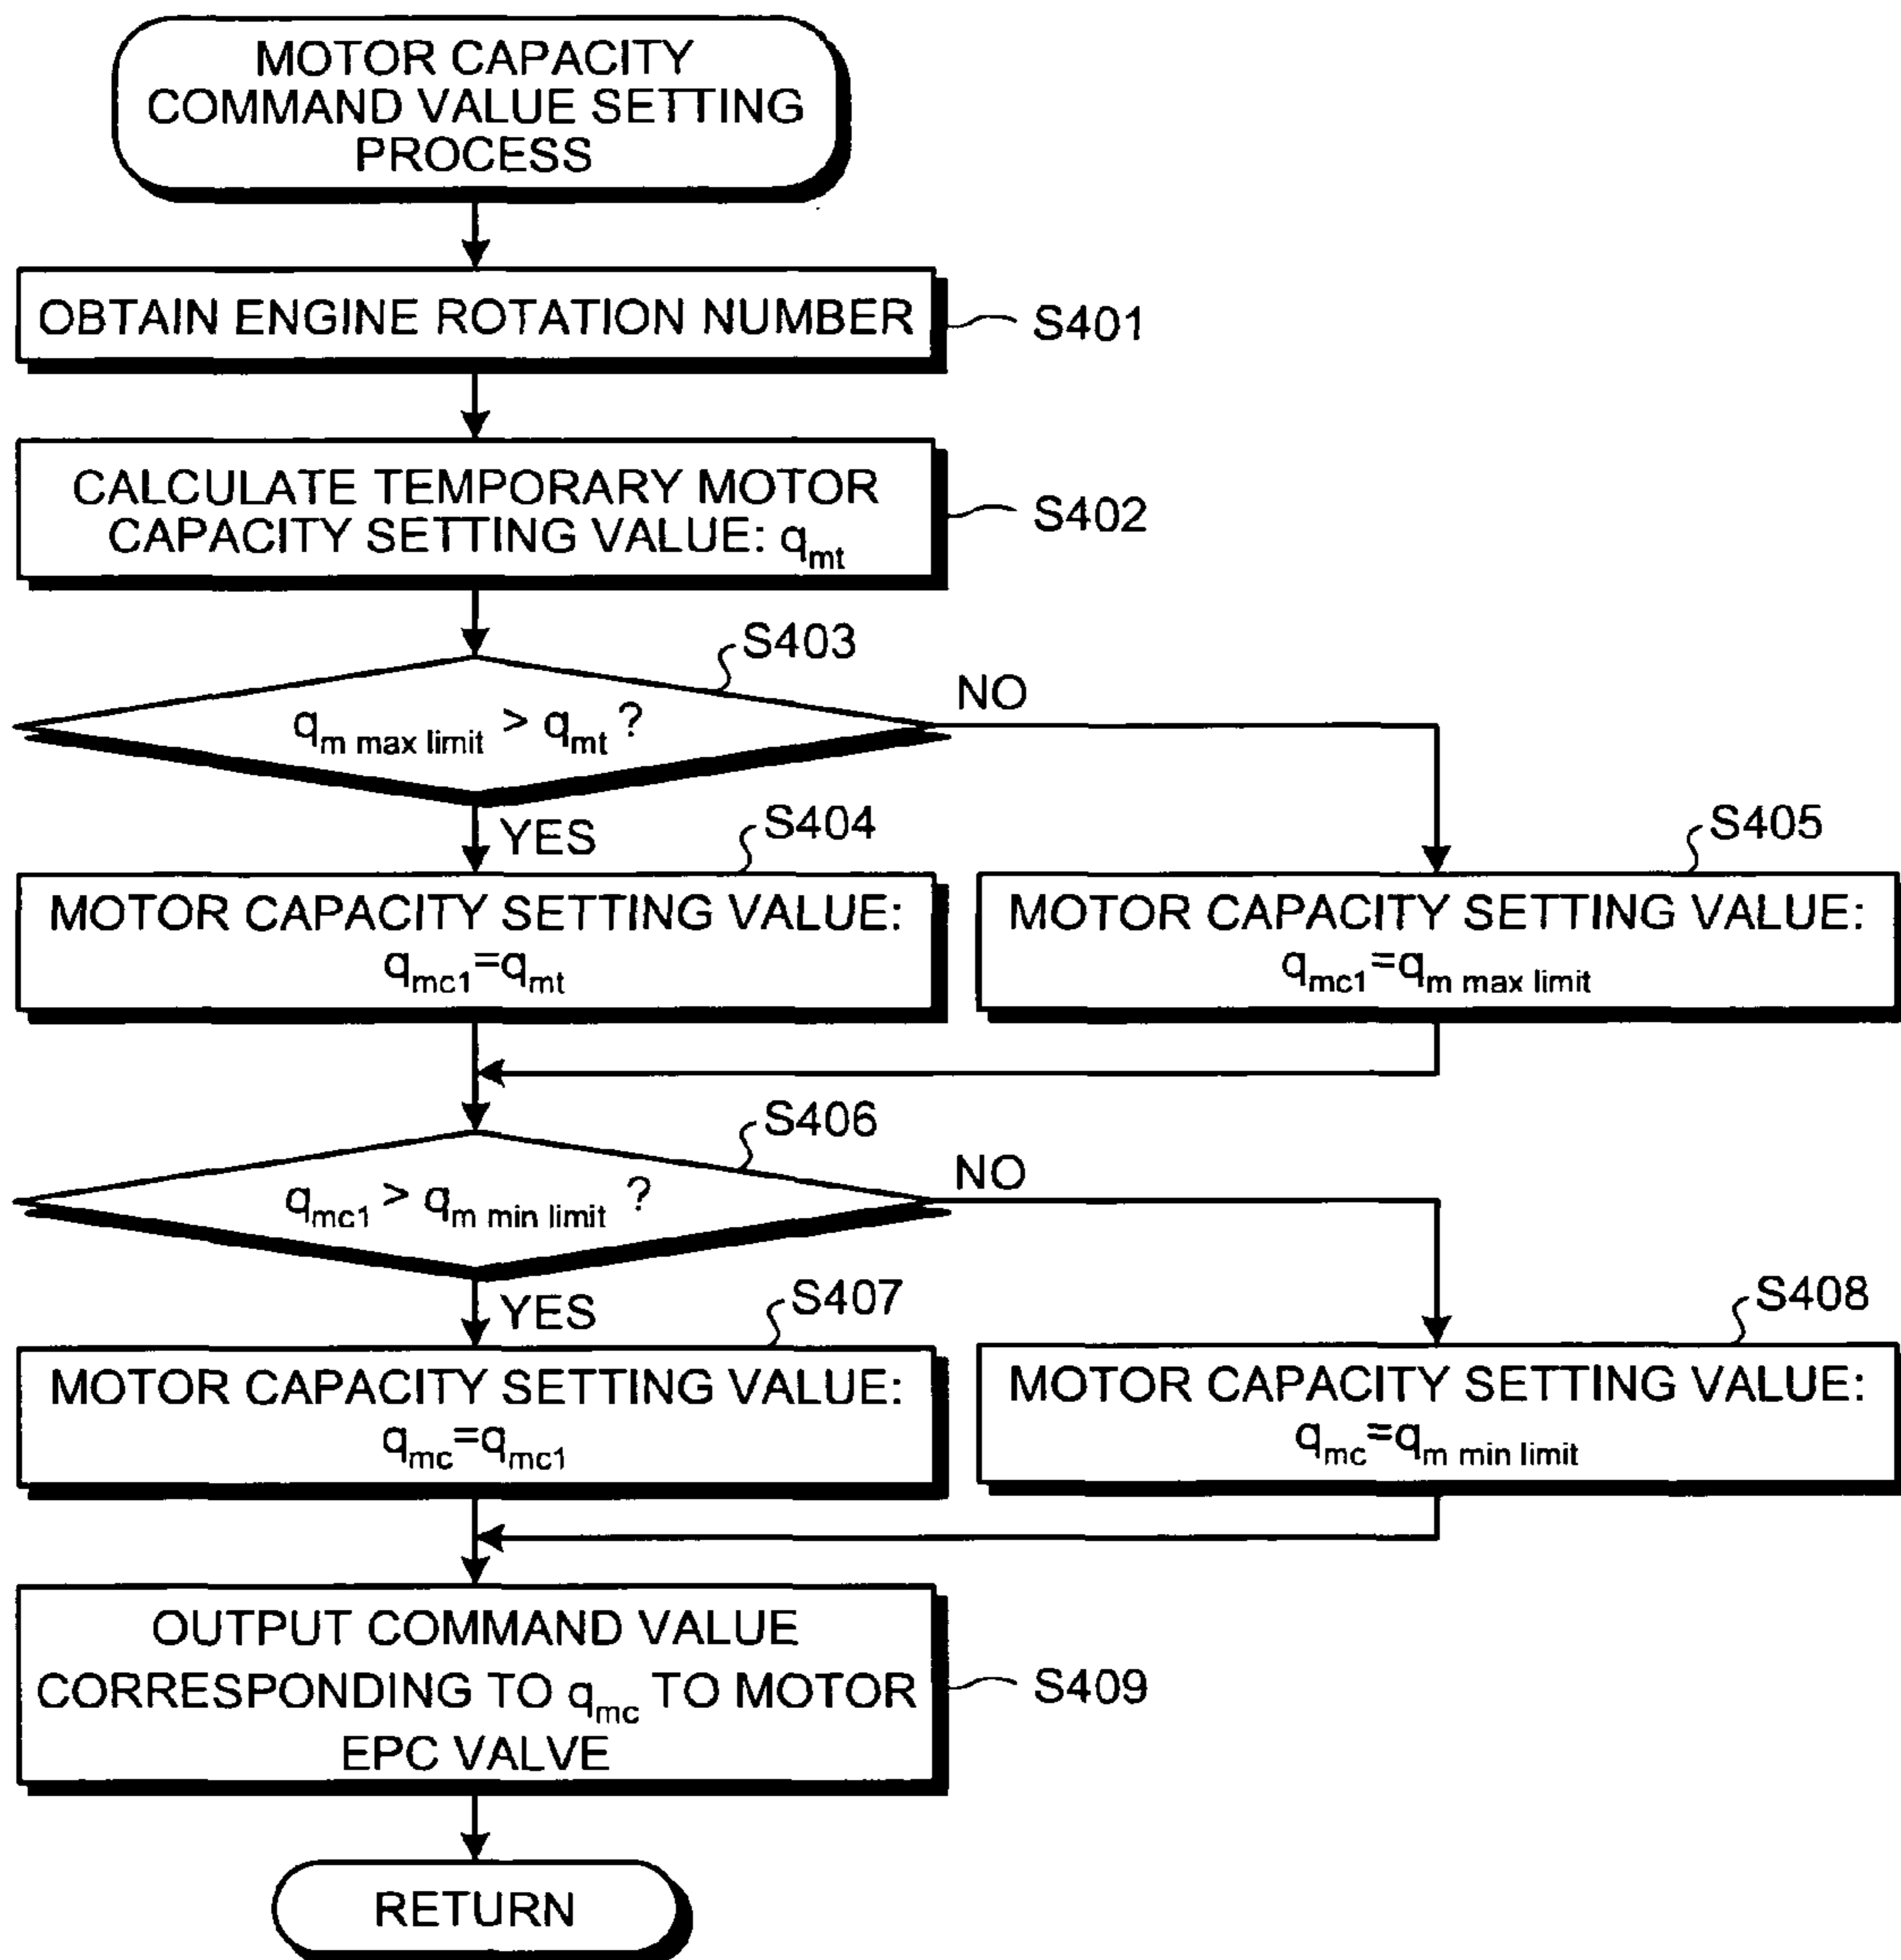 MOTOR CAPACITY
COMMAND VALUE SETTING
PROCESS
OBTAIN ENGINE ROTATION NUMBER
S401
CALCULATE TEMPORARY MOTOR
CAPACITY SETTING VALUE: qmt
S402
S403
qm max limit > qmt ?
NO
YES
S404
MOTOR CAPACITY SETTING VALUE:
qmc1=qmt
S405
MOTOR CAPACITY SETTING VALUE:
qmc1=qm max limit
S406
qmc1 > qm min limit ?
NO
YES
S407
MOTOR CAPACITY SETTING VALUE:
qmc=qmc1
S408
MOTOR CAPACITY SETTING VALUE:
qmc=qm min limit
OUTPUT COMMAND VALUE
CORRESPONDING TO qmc TO MOTOR
EPC VALVE
S409
RETURN